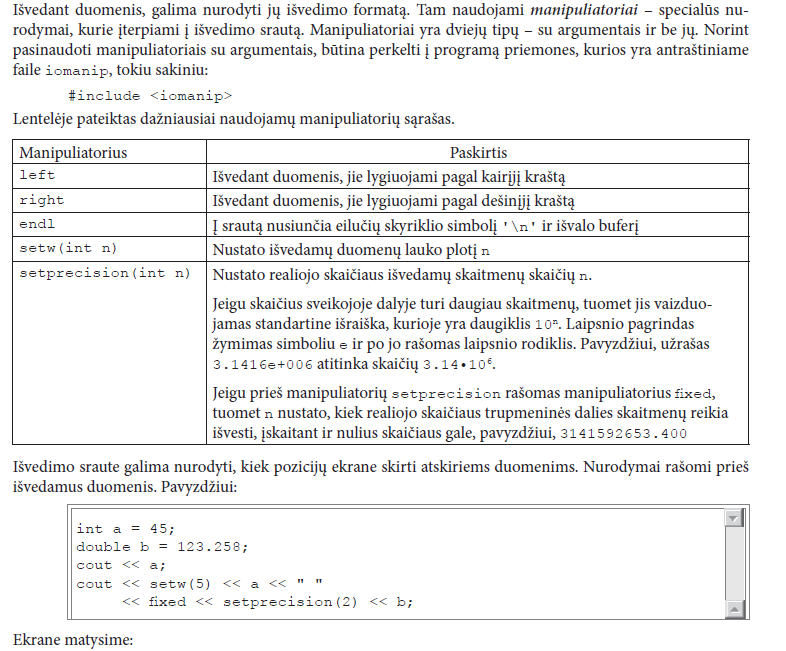 Išvedant duomenis, galima nurodyti jų išvedimo formatą. Tam naudojami manipuliatoriai – specialūs nu-
rodymai, kurie įterpiami į išvedimo srautą. Manipuliatoriai yra dviejų tipų – su argumentais ir be jų. Norint
pasinaudoti manipuliatoriais su argumentais, būtina perkelti į programą priemones, kurios yra antraštiniame
faile iomanip, tokiu sakiniu:
#include <iomanip>
Lentelėje pateiktas dažniausiai naudojamų manipuliatorių sąrašas.
Manipuliatorius Paskirtis
left Išvedant duomenis, jie lygiuojami pagal kairįjį kraštą
right Išvedant duomenis, jie lygiuojami pagal dešinįjį kraštą
endl Į srautą nusiunčia eilučių skyriklio simbolį '\n' ir išvalo buferį
setw(int n) Nustato išvedamų duomenų lauko plotį n
setprecision(int n) Nustato realiojo skaičiaus išvedamų skaitmenų skaičių n.
Jeigu skaičius sveikojoje dalyje turi daugiau skaitmenų, tuomet jis vaizduo-
jamas standartine išraiška, kurioje yra daugiklis 10ⁿ. Laipsnio pagrindas
žymimas simboliu e ir po jo rašomas laipsnio rodiklis. Pavyzdžiui, užrašas
3.1416e+006 atitinka skaičių 3.14•10⁶.
Jeigu prieš manipuliatorių setprecision rašomas manipuliatorius fixed,
tuomet n nustato, kiek realiojo skaičiaus trupmeninės dalies skaitmenų reikia
išvesti, įskaitant ir nulius skaičiaus gale, pavyzdžiui, 3141592653.400
Išvedimo sraute galima nurodyti, kiek pozicijų ekrane skirti atskiriems duomenims. Nurodymai rašomi prieš
išvedamus duomenis. Pavyzdžiui:
int a = 45;
double b = 123.258;
cout << a;
cout << setw(5) << a << " "
<< fixed << setprecision(2) << b;
Ekrane matysime: